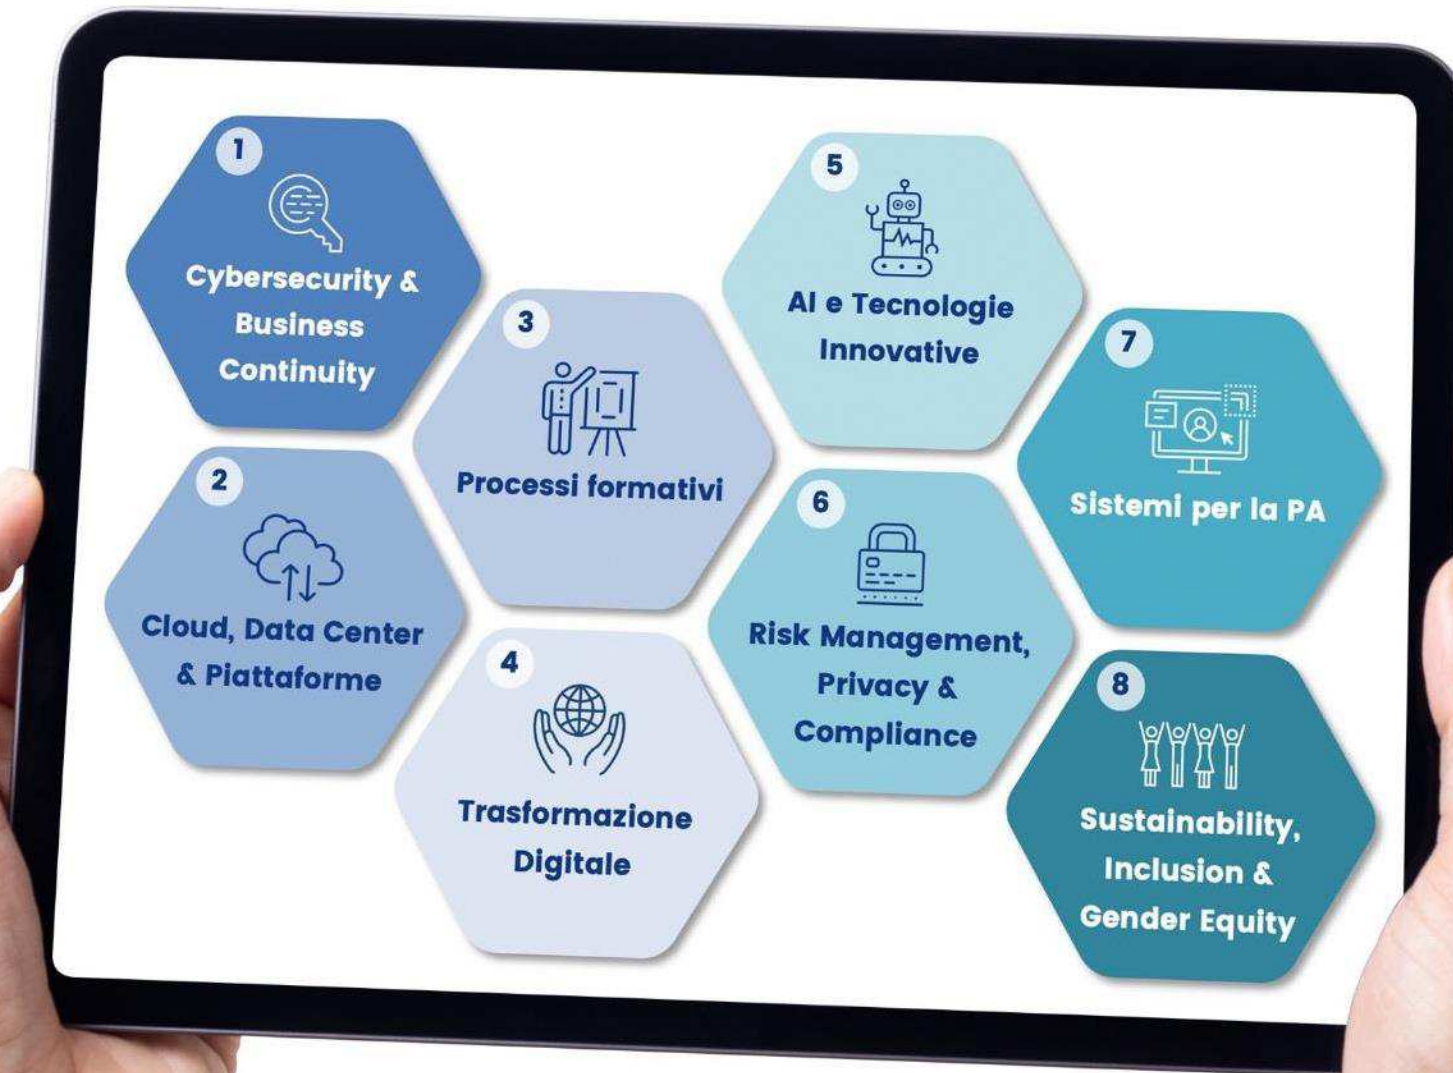 1
Cybersecurity &
Business
Continuity
2
Cloud, Data Center
& Piattaforme
3
Processi formativi
4
Trasformazione
Digitale
5
AI e Tecnologie
Innovative
6
Risk Management,
Privacy &
Compliance
7
Sistemi per la PA
8
Sustainability,
Inclusion &
Gender Equity